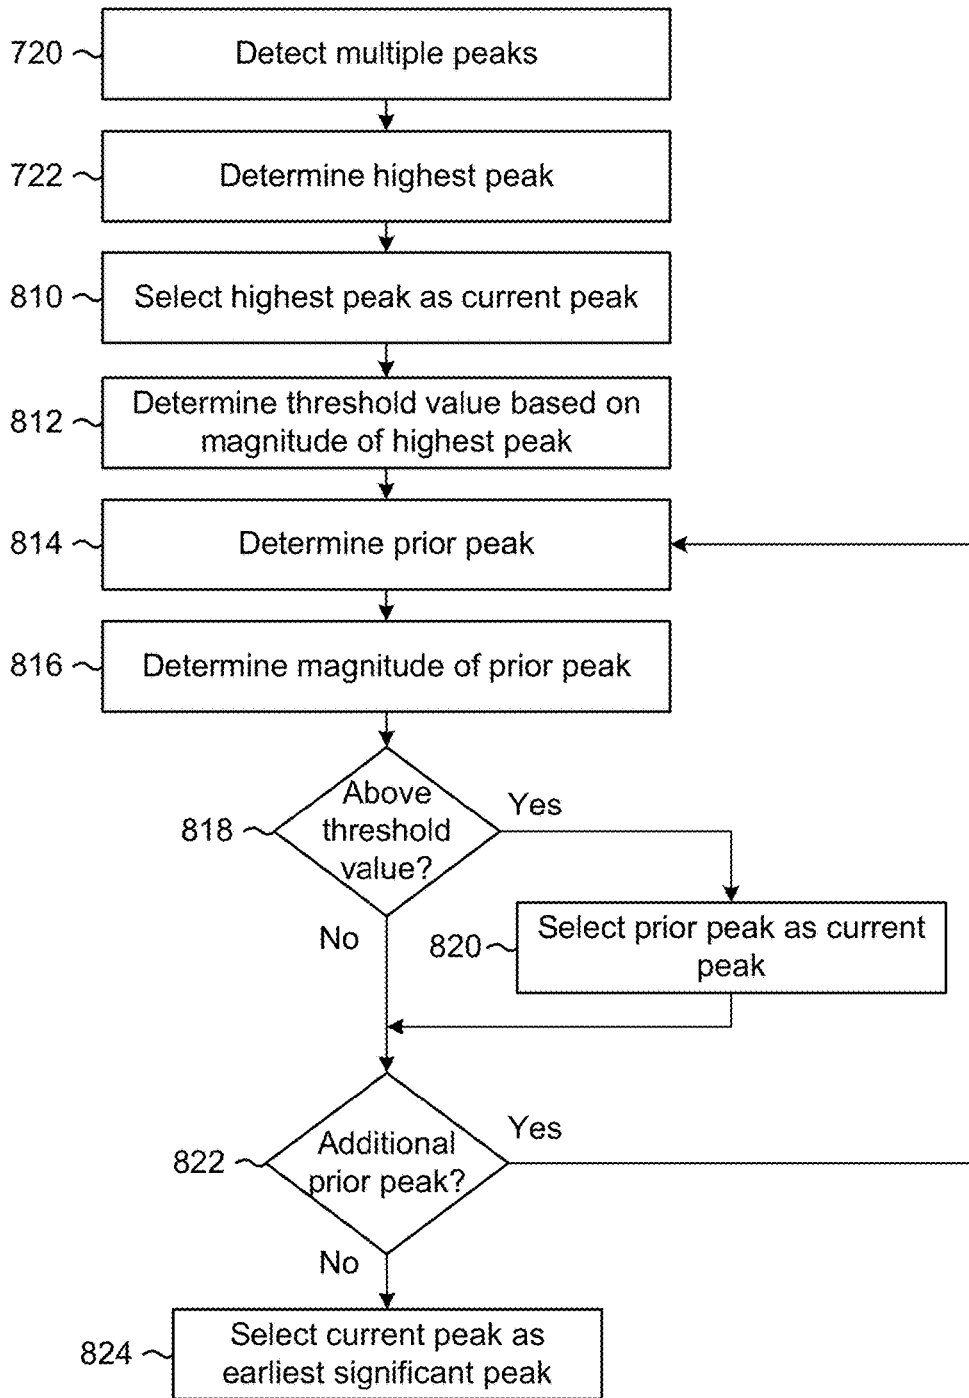 720
Detect multiple peaks
722
Determine highest peak
810
Select highest peak as current peak
812
Determine threshold value based on
magnitude of highest peak
814
Determine prior peak
816
Determine magnitude of prior peak
818
Above
threshold
value?
Yes
No
820
Select prior peak as current
peak
822
Additional
prior peak?
Yes
No
824
Select current peak as
earliest significant peak